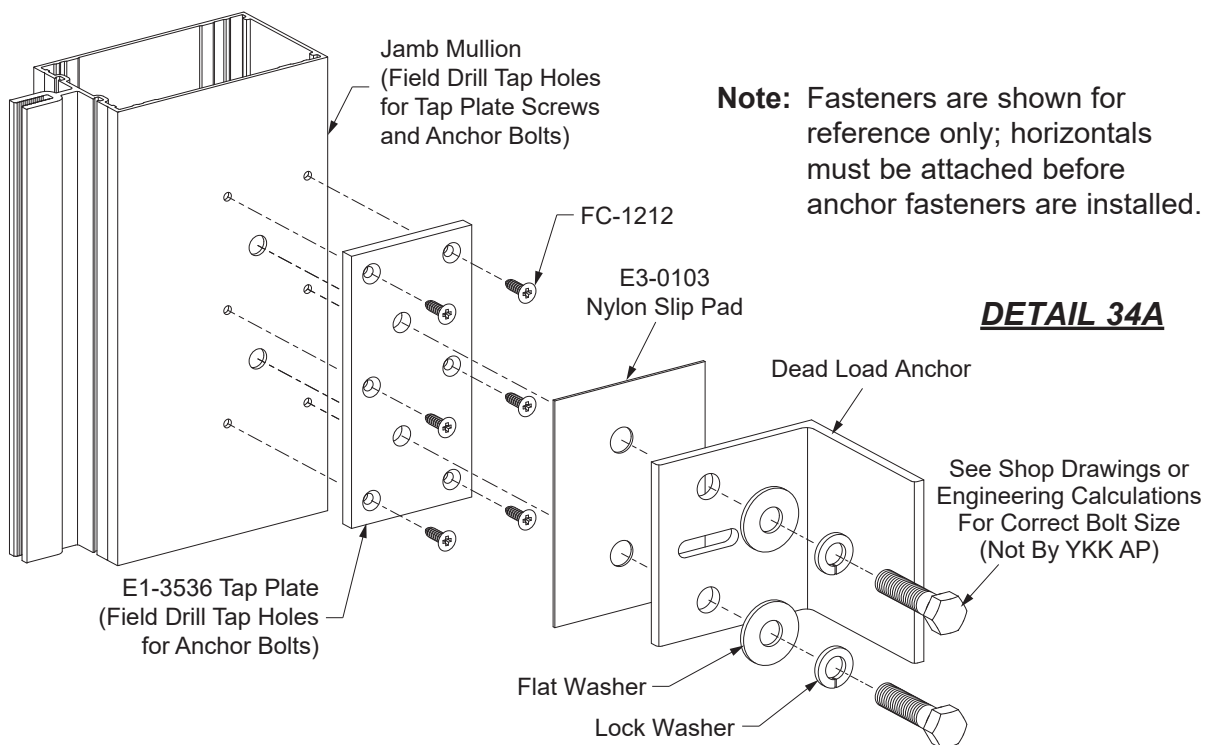 Jamb Mullion
(Field Drill Tap Holes
for Tap Plate Screws
and Anchor Bolts)
Note: Fasteners are shown for
reference only; horizontals
must be attached before
anchor fasteners are installed.
FC-1212
E3-0103
Nylon Slip Pad
DETAIL 34A
Dead Load Anchor
See Shop Drawings or
Engineering Calculations
For Correct Bolt Size
(Not By YKK AP)
E1-3536 Tap Plate
(Field Drill Tap Holes
for Anchor Bolts)
Flat Washer
Lock Washer